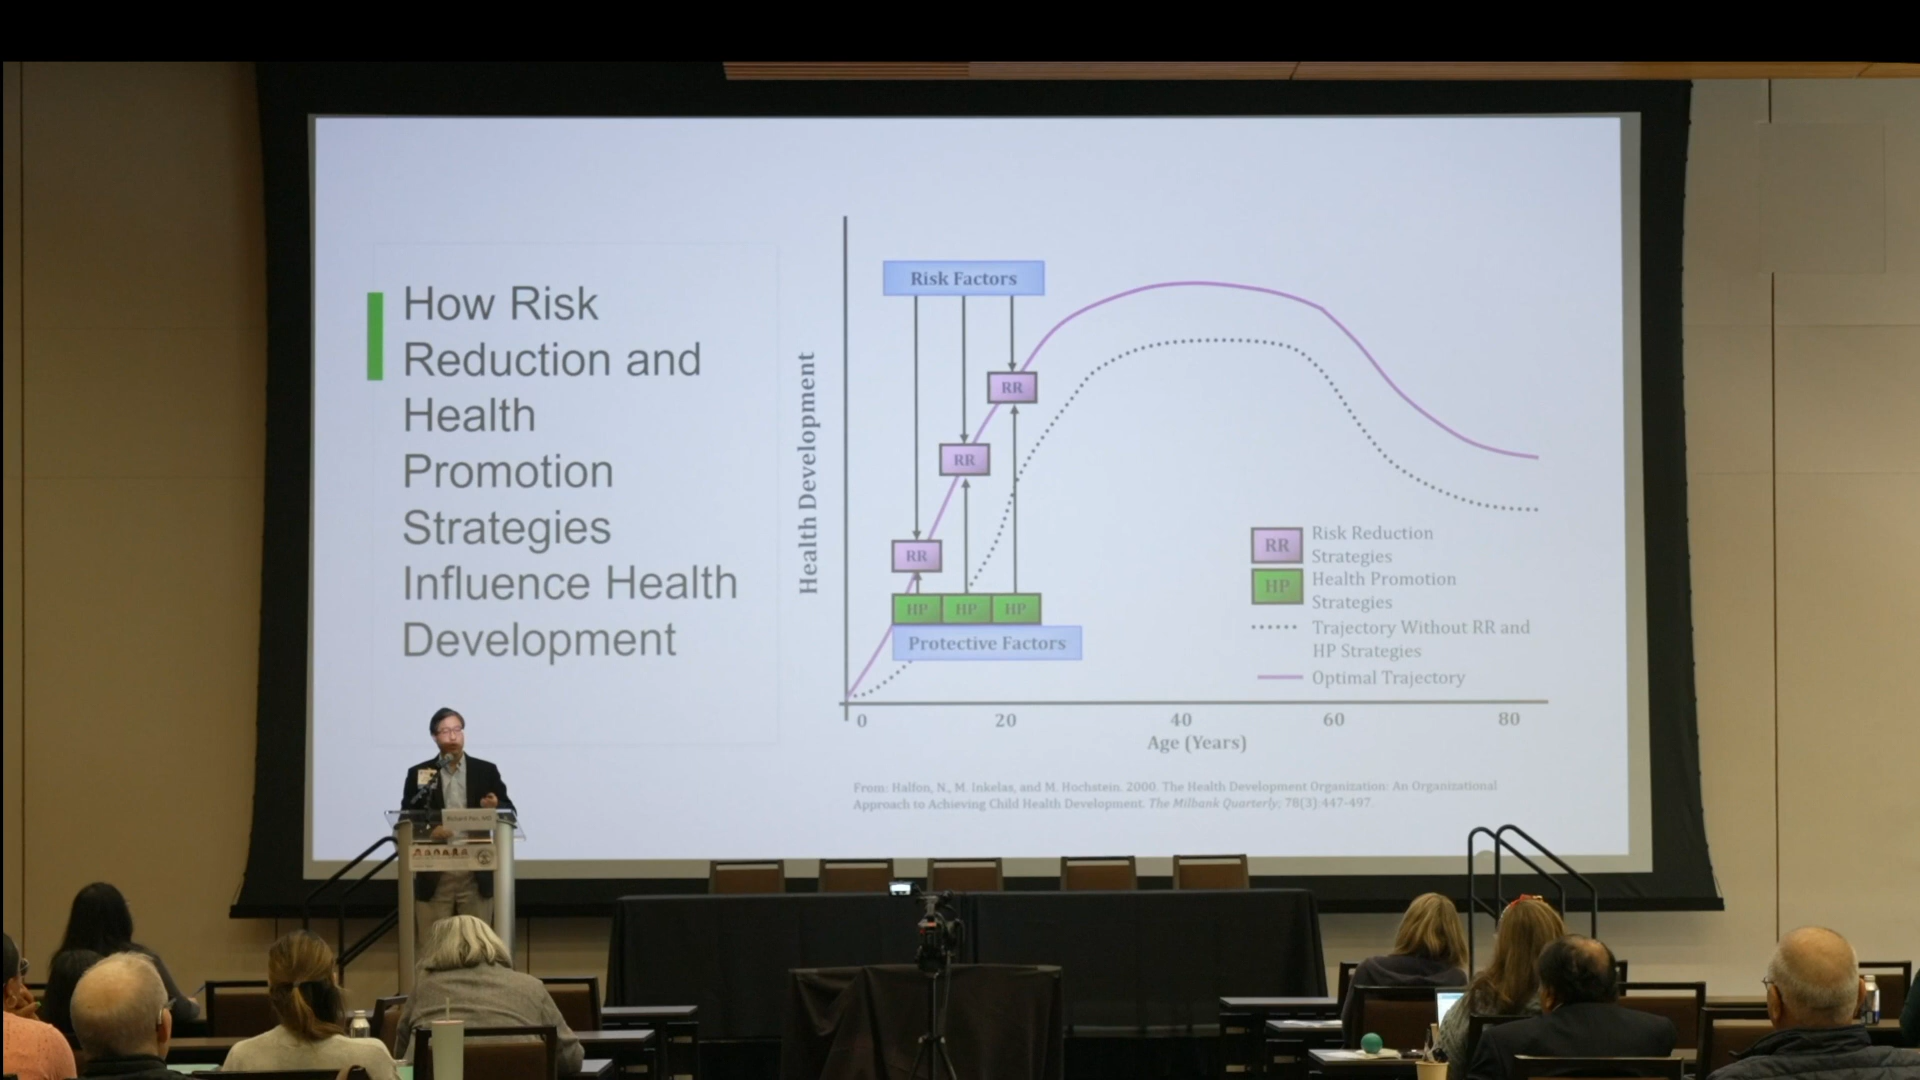 How Risk
Reduction and
Health
Promotion
Strategies
Influence Health
Development
Health Development
Risk Factors
RR
RR
RR
HP HP HP
Protective Factors
RR Risk Reduction
Strategies
HP Health Promotion
Strategies
Trajectory Without RR and
HP Strategies
Optimal Trajectory
0 20 40 60 80
Age (Years)
From: Halfon, N., M. Inkelas, and M. Hochstein. 2000. The Health Development Organization: An Organizational
Approach to Achieving Child Health Development. The Milbank Quarterly; 78(3):447-497.
Richard Pan, MD